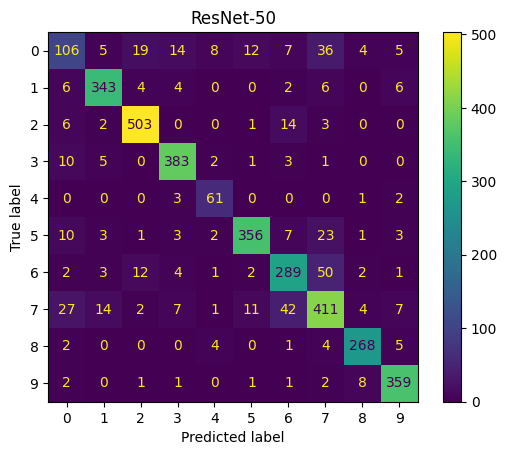 ResNet-50
True label
0 106 5 19 14 8 12 7 36 4 5
1 6 343 4 4 0 0 2 6 0 6
2 6 2 503 0 0 1 14 3 0 0
3 10 5 0 383 2 1 3 1 0 0
4 0 0 0 3 61 0 0 0 1 2
5 10 3 1 3 2 356 7 23 1 3
6 2 3 12 4 1 2 289 50 2 1
7 27 14 2 7 1 11 42 411 4 7
8 2 0 0 0 4 0 1 4 268 5
9 2 0 1 1 0 1 1 2 8 359
0 1 2 3 4 5 6 7 8 9
Predicted label
500
400
300
200
100
0